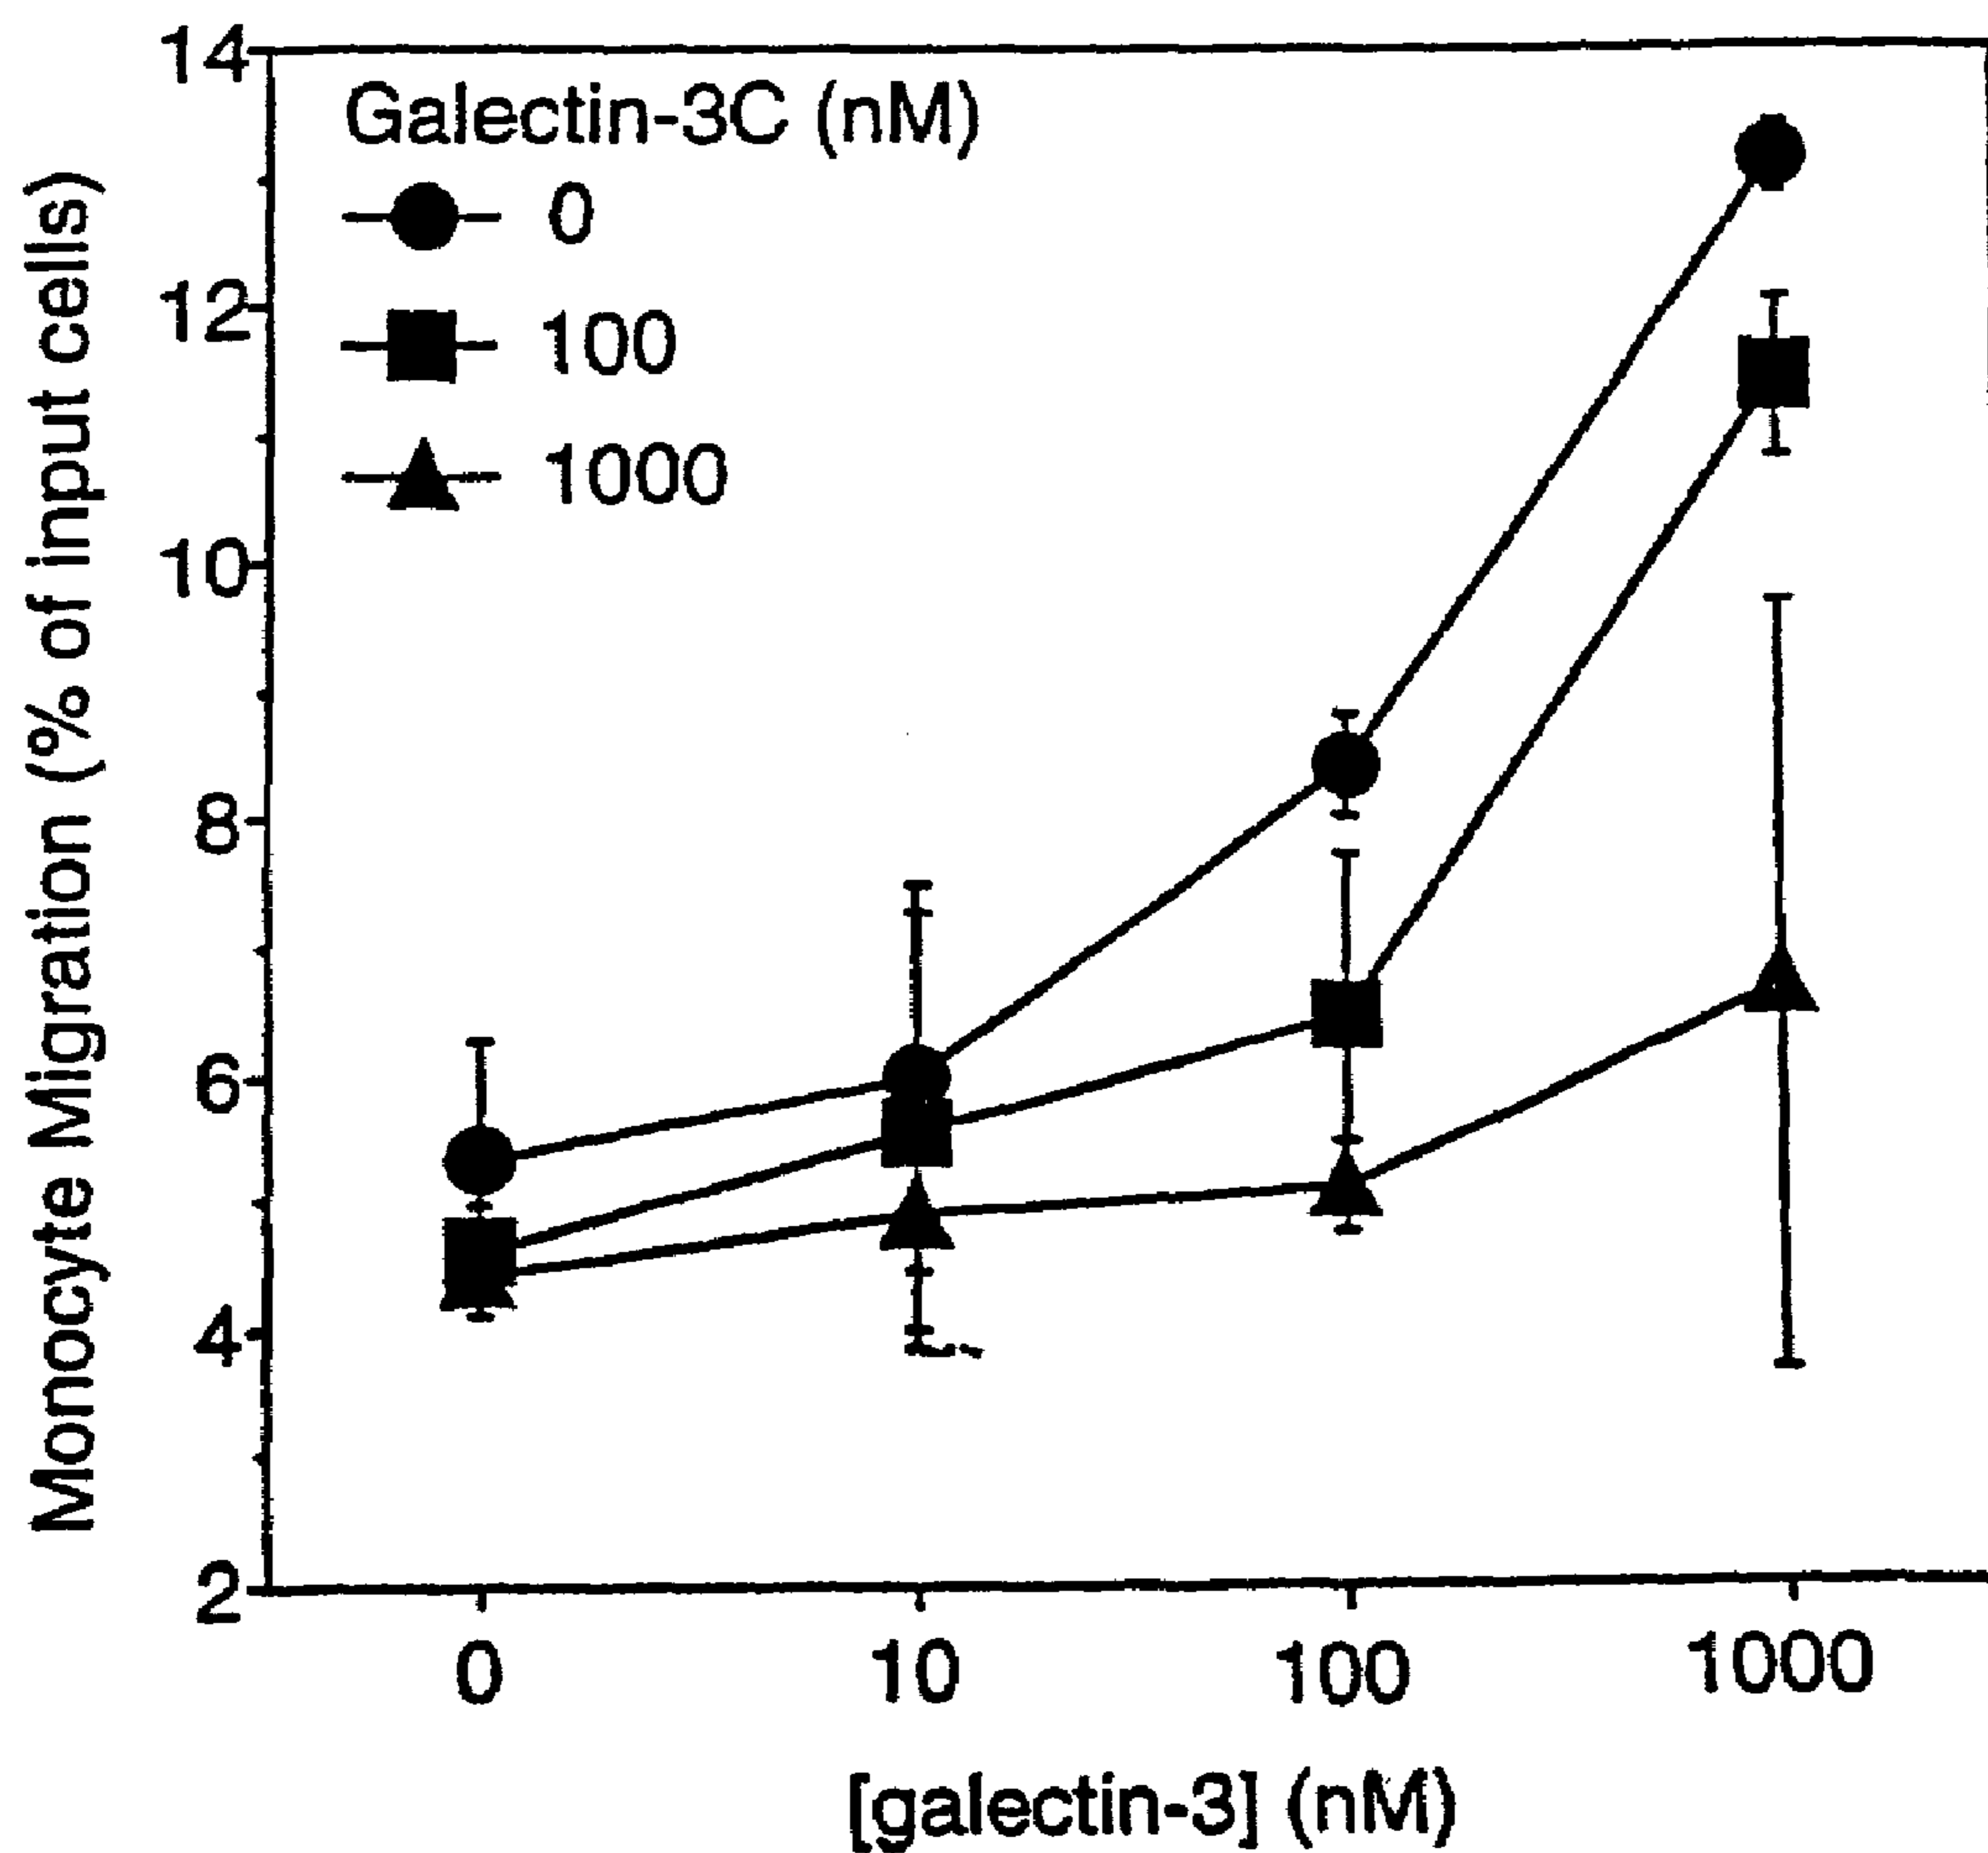 Monocyte Migration (% of input cells)
14
12
10
8
6
4
2
Galectin-3C (nM)
0
100
1000
0 10 100 1000
[galectin-3] (nM)